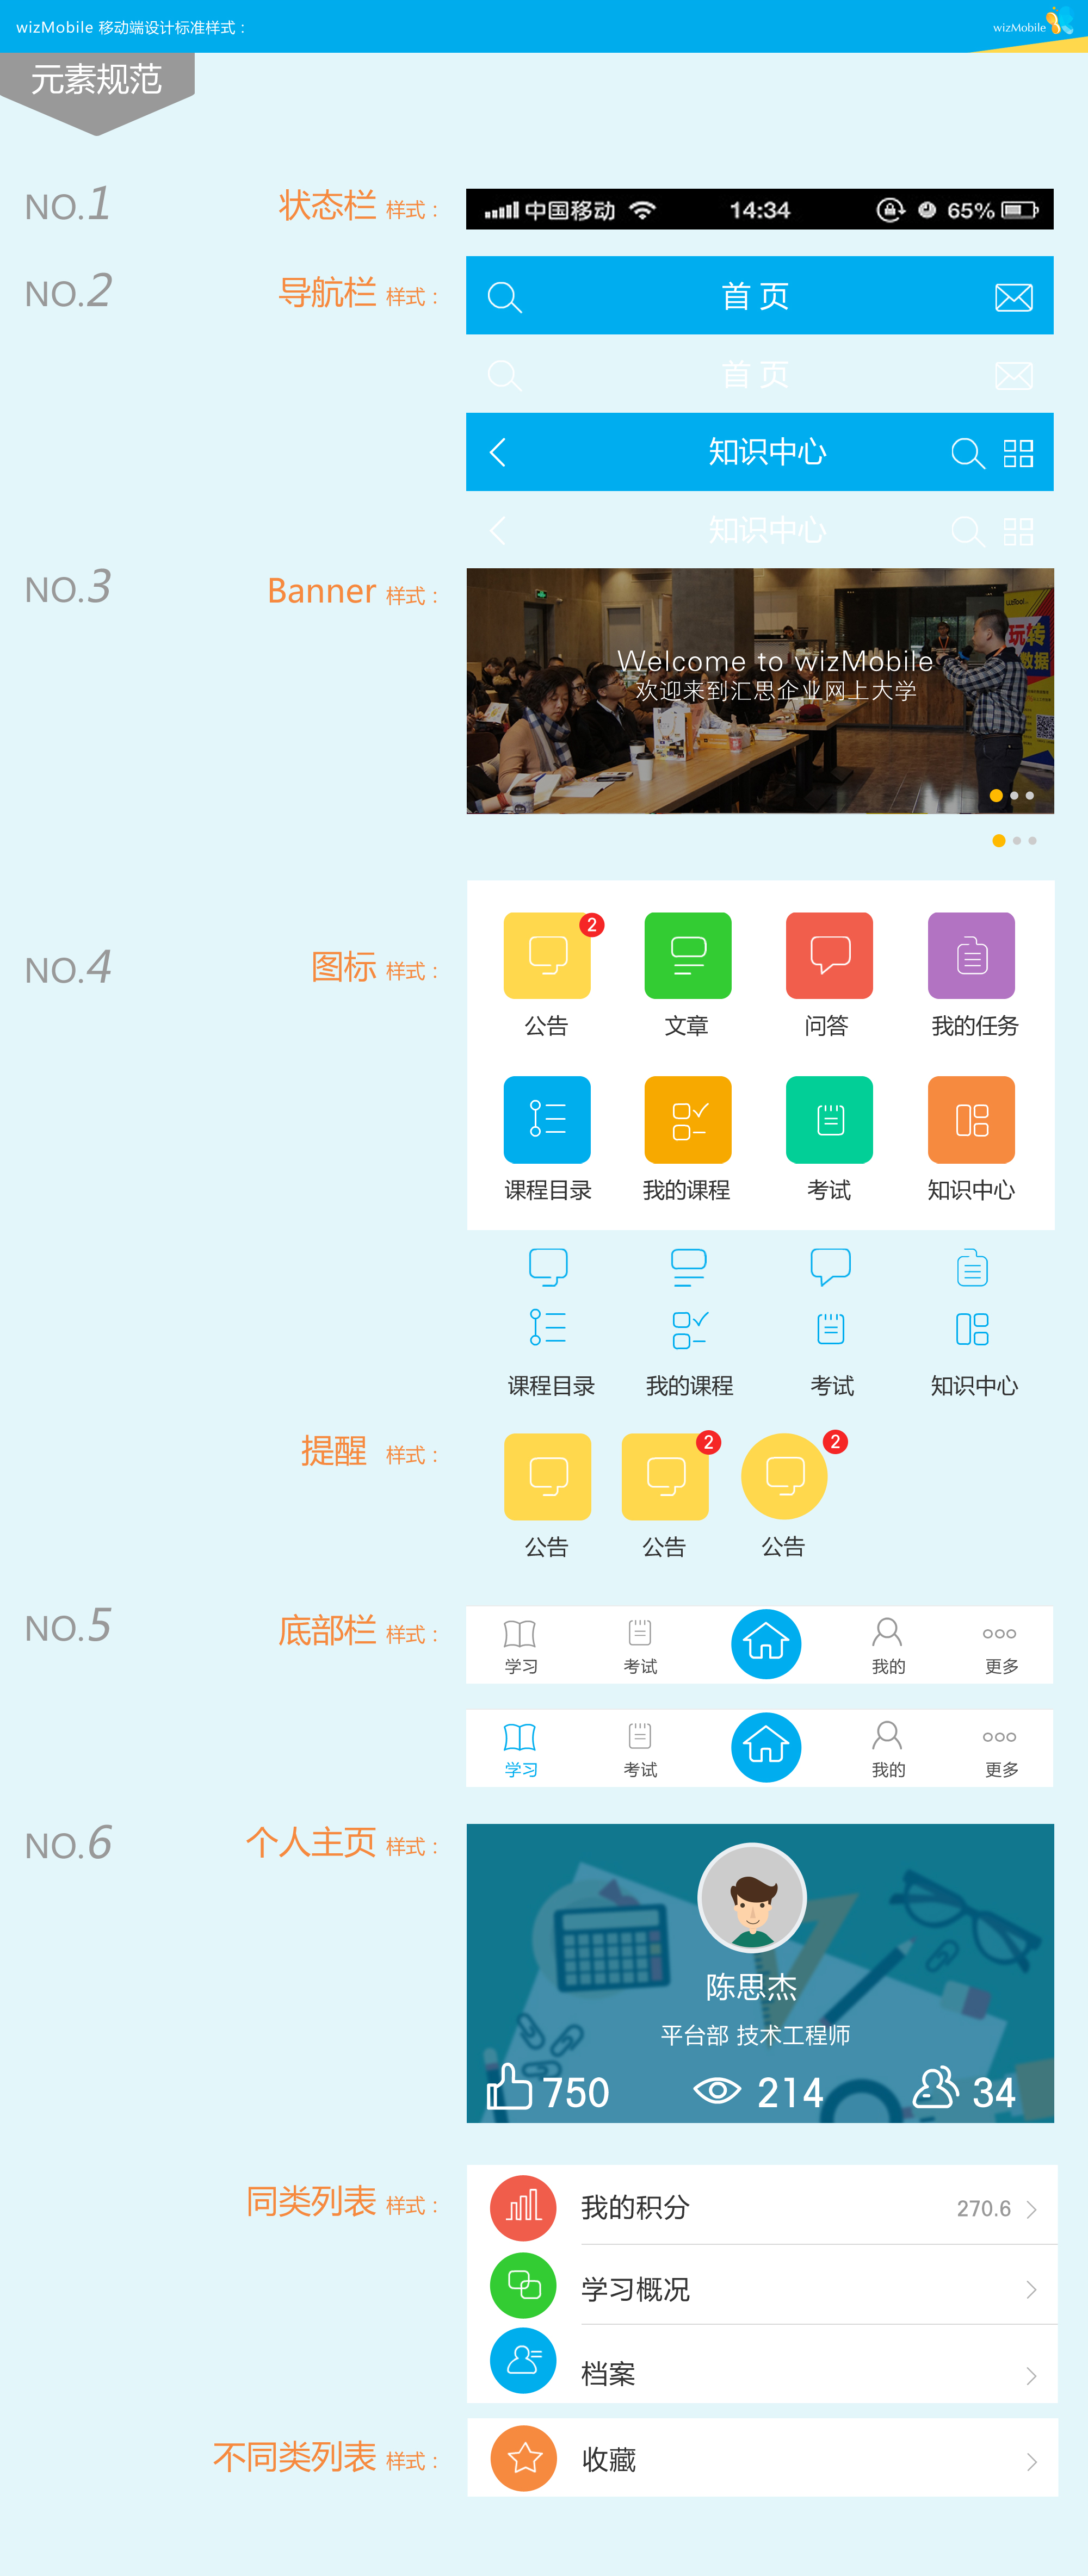 wizMobile 移动端设计标准样式：
wizMobile
元素规范
NO.1 状态栏 样式：
中国移动 14:34 65%
NO.2 导航栏 样式：
首 页
首 页
知识中心
知识中心
NO.3 Banner 样式：
Welcome to wizMobile
欢迎来到汇思企业网上大学
玩转
数据
NO.4 图标 样式：
2
公告 文章 问答 我的任务
课程目录 我的课程 考试 知识中心
课程目录 我的课程 考试 知识中心
提醒 样式：
2 2
公告 公告 公告
NO.5 底部栏 样式：
学习 考试 我的 更多
学习 考试 我的 更多
NO.6 个人主页 样式：
陈思杰
平台部 技术工程师
750 214 34
同类列表 样式：
我的积分 270.6
学习概况
档案
不同类列表 样式：
收藏